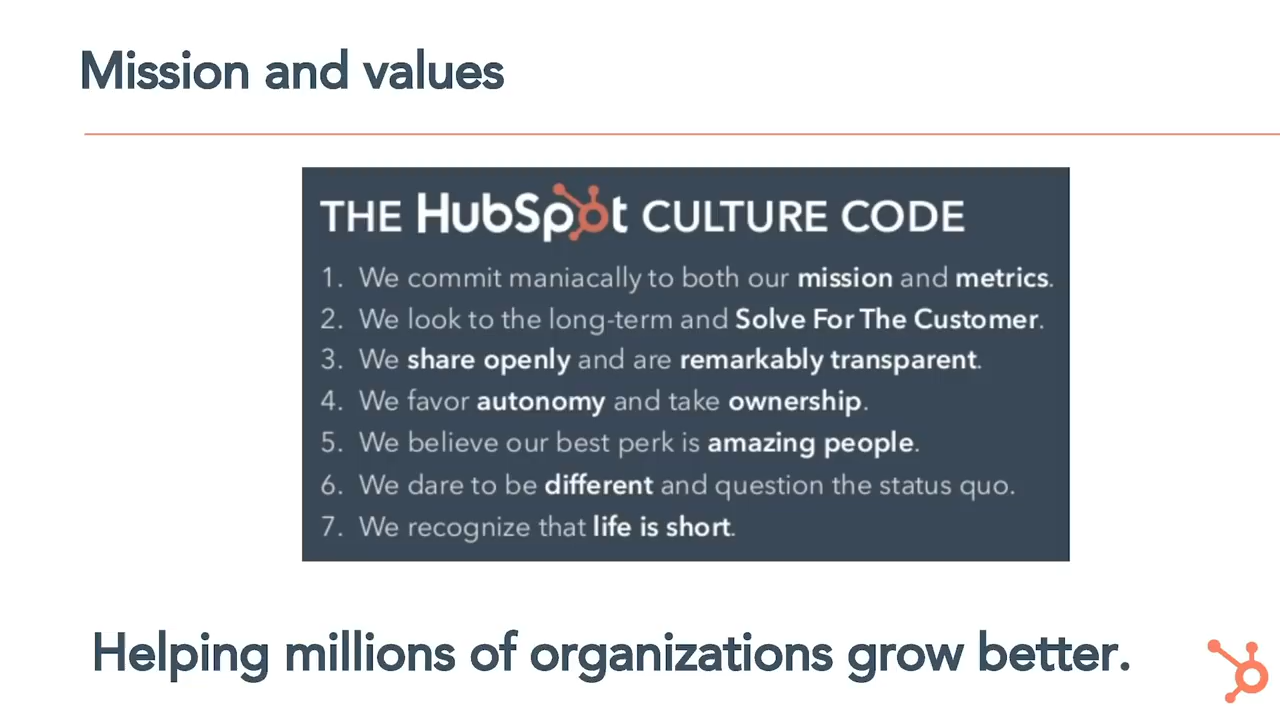 Mission and values
THE HubSpot CULTURE CODE
1. We commit maniacally to both our mission and metrics.
2. We look to the long-term and Solve For The Customer.
3. We share openly and are remarkably transparent.
4. We favor autonomy and take ownership.
5. We believe our best perk is amazing people.
6. We dare to be different and question the status quo.
7. We recognize that life is short.
Helping millions of organizations grow better.